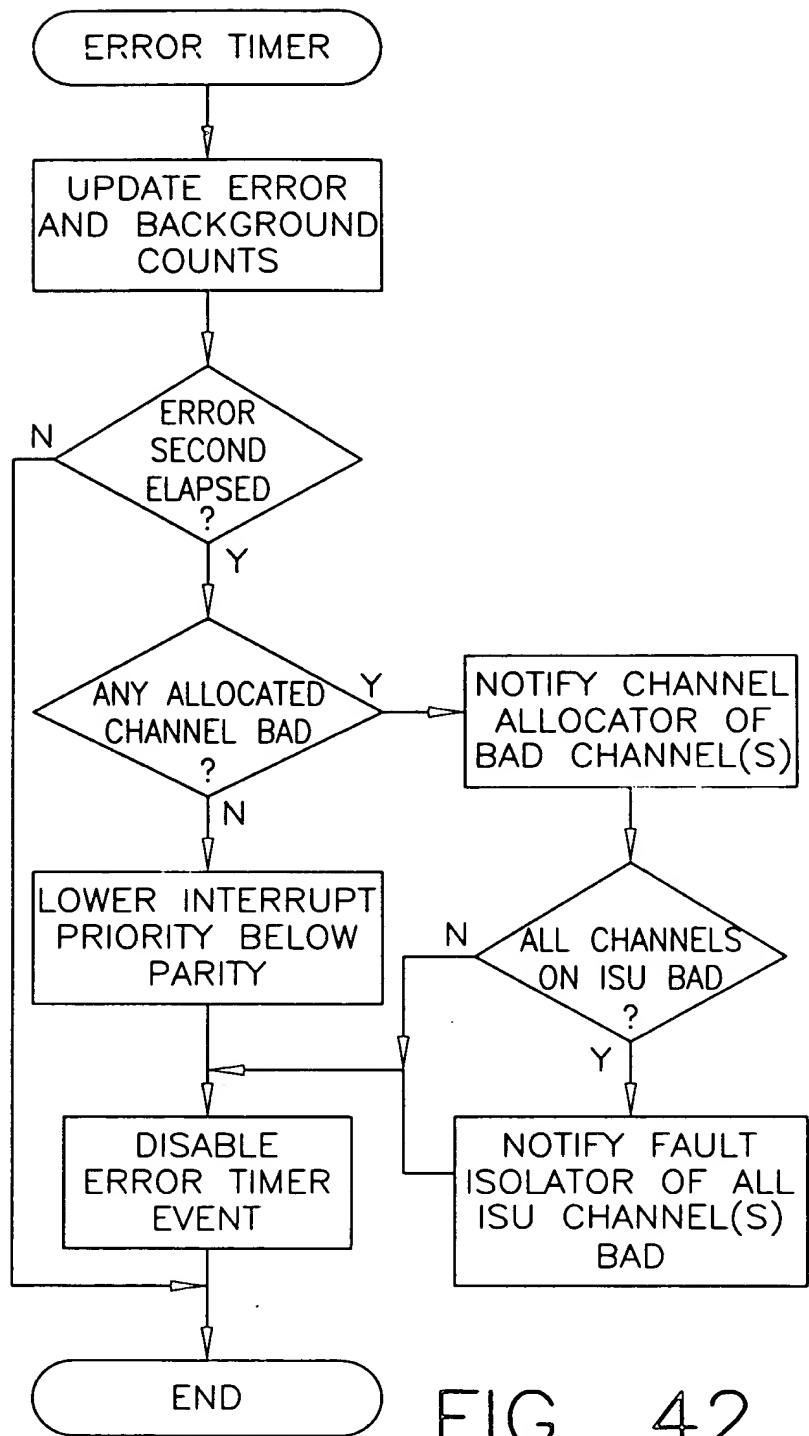 ERROR TIMER
UPDATE ERROR
AND BACKGROUND
COUNTS
ERROR
SECOND
ELAPSED
?
N
Y
ANY ALLOCATED
CHANNEL BAD
?
Y
N
NOTIFY CHANNEL
ALLOCATOR OF
BAD CHANNEL(S)
LOWER INTERRUPT
PRIORITY BELOW
PARITY
ALL CHANNELS
ON ISU BAD
?
N
Y
DISABLE
ERROR TIMER
EVENT
NOTIFY FAULT
ISOLATOR OF ALL
ISU CHANNEL(S)
BAD
END
FIG. 42